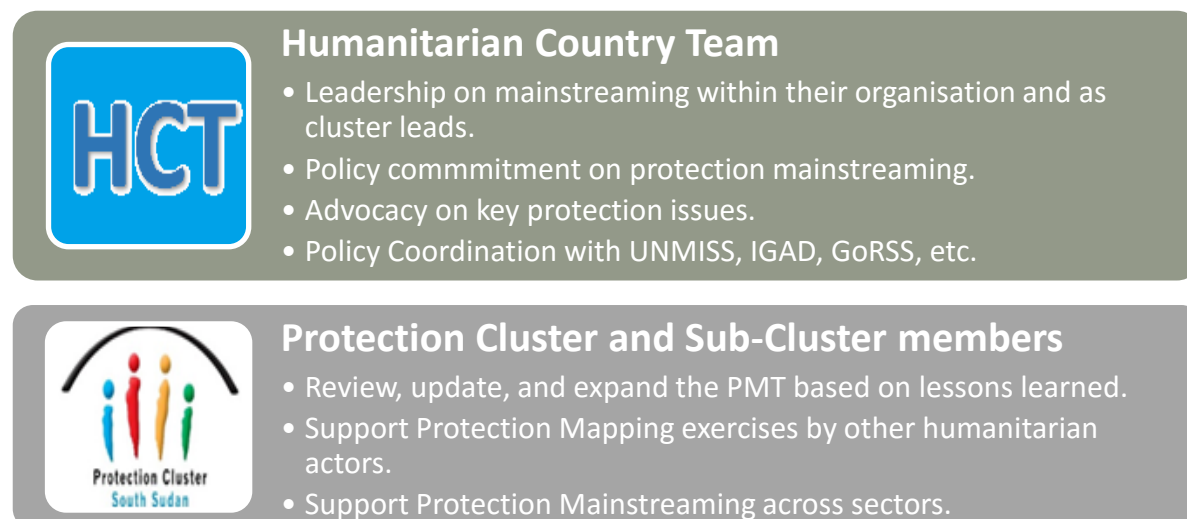 HCT
Humanitarian Country Team
• Leadership on mainstreaming within their organisation and as
cluster leads.
• Policy commmitment on protection mainstreaming.
• Advocacy on key protection issues.
• Policy Coordination with UNMISS, IGAD, GoRSS, etc.
Protection Cluster
South Sudan
Protection Cluster and Sub-Cluster members
• Review, update, and expand the PMT based on lessons learned.
• Support Protection Mapping exercises by other humanitarian
actors.
• Support Protection Mainstreaming across sectors.